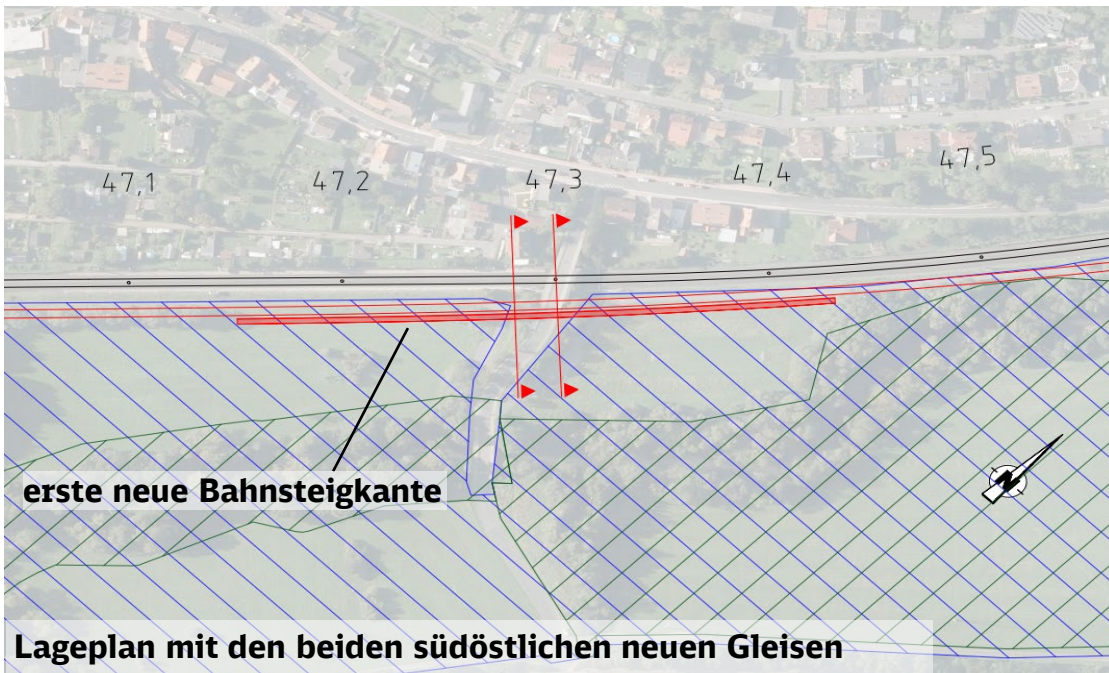 47,1
47,2
47,3
47,4
47,5
erste neue Bahnsteigkante
N
Lageplan mit den beiden südöstlichen neuen Gleisen